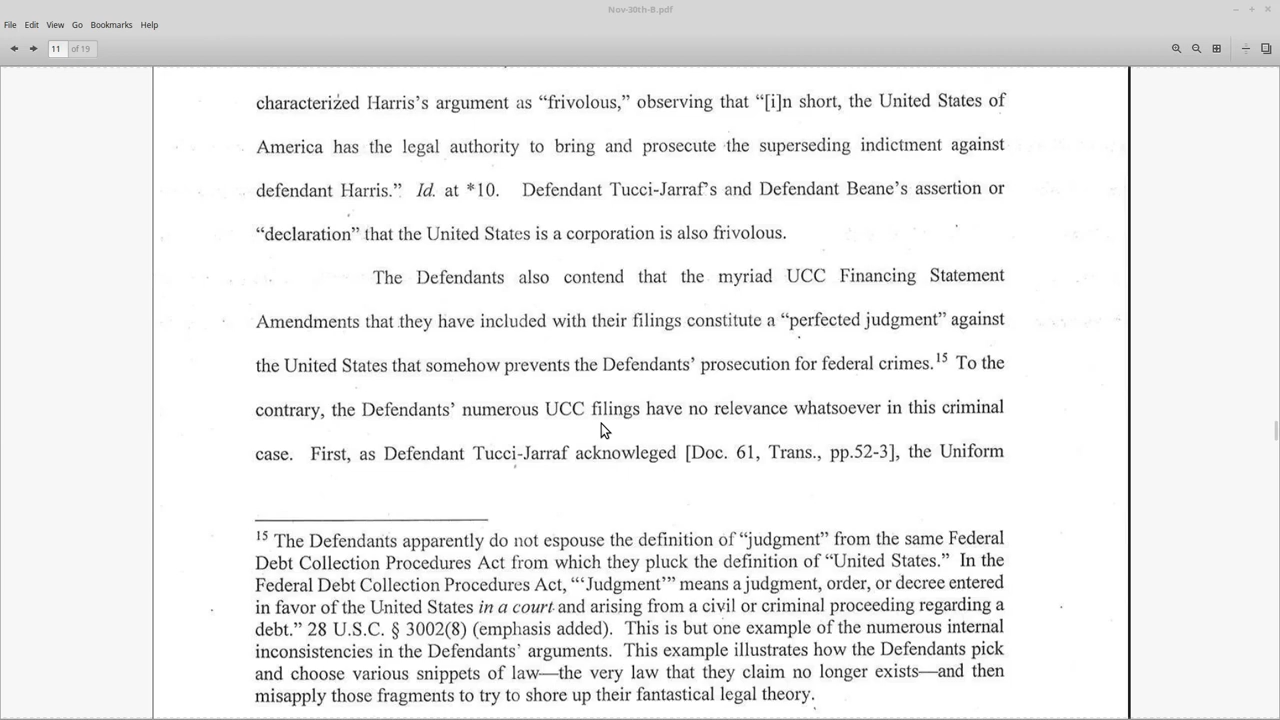 Nov-30th-B.pdf
File Edit View Go Bookmarks Help
11 of 19
characterized Harris's argument as “frivolous,” observing that “[i]n short, the United States of
America has the legal authority to bring and prosecute the superseding indictment against
defendant Harris.” Id. at *10. Defendant Tucci-Jarraf's and Defendant Beane's assertion or
“declaration” that the United States is a corporation is also frivolous.
The Defendants also contend that the myriad UCC Financing Statement
Amendments that they have included with their filings constitute a “perfected judgment” against
the United States that somehow prevents the Defendants' prosecution for federal crimes.15 To the
contrary, the Defendants' numerous UCC filings have no relevance whatsoever in this criminal
case. First, as Defendant Tucci-Jarraf acknowleged [Doc. 61, Trans., pp.52-3], the Uniform
15 The Defendants apparently do not espouse the definition of “judgment” from the same Federal
Debt Collection Procedures Act from which they pluck the definition of “United States.” In the
Federal Debt Collection Procedures Act, “‘Judgment’” means a judgment, order, or decree entered
in favor of the United States in a court and arising from a civil or criminal proceeding regarding a
debt.” 28 U.S.C. § 3002(8) (emphasis added). This is but one example of the numerous internal
inconsistencies in the Defendants' arguments. This example illustrates how the Defendants pick
and choose various snippets of law—the very law that they claim no longer exists—and then
misapply those fragments to try to shore up their fantastical legal theory.